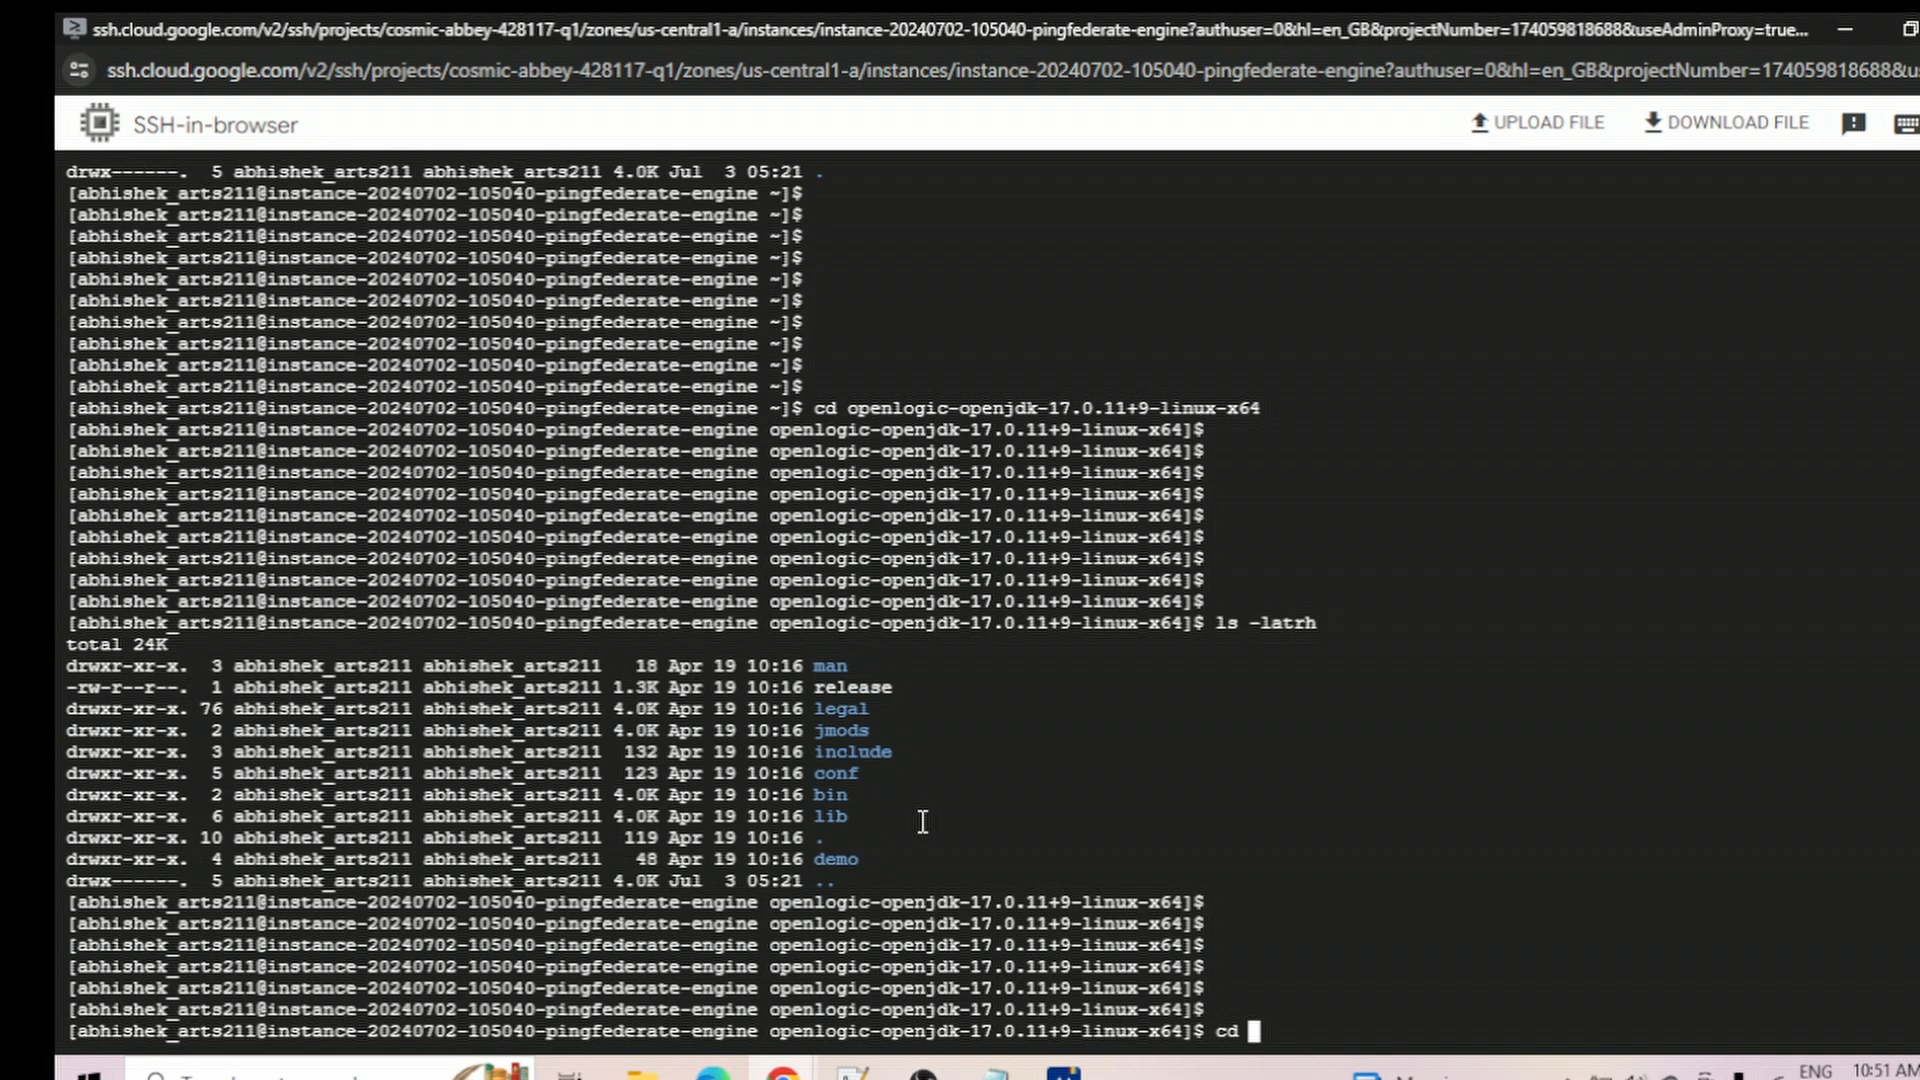 ssh.cloud.google.com/v2/ssh/projects/cosmic-abbey-428117-q1/zones/us-central1-a/instances/instance-20240702-105040-pingfederate-engine?authuser=0&hl=en_GB&projectNumber=174059818688&useAdminProxy=true...
ssh.cloud.google.com/v2/ssh/projects/cosmic-abbey-428117-q1/zones/us-central1-a/instances/instance-20240702-105040-pingfederate-engine?authuser=0&hl=en_GB&projectNumber=174059818688&us
SSH-in-browser UPLOAD FILE DOWNLOAD FILE
drwx------. 5 abhishek_arts211 abhishek_arts211 4.0K Jul 3 05:21 .
[abhishek_arts211@instance-20240702-105040-pingfederate-engine ~]$
[abhishek_arts211@instance-20240702-105040-pingfederate-engine ~]$
[abhishek_arts211@instance-20240702-105040-pingfederate-engine ~]$
[abhishek_arts211@instance-20240702-105040-pingfederate-engine ~]$
[abhishek_arts211@instance-20240702-105040-pingfederate-engine ~]$
[abhishek_arts211@instance-20240702-105040-pingfederate-engine ~]$
[abhishek_arts211@instance-20240702-105040-pingfederate-engine ~]$
[abhishek_arts211@instance-20240702-105040-pingfederate-engine ~]$
[abhishek_arts211@instance-20240702-105040-pingfederate-engine ~]$
[abhishek_arts211@instance-20240702-105040-pingfederate-engine ~]$
[abhishek_arts211@instance-20240702-105040-pingfederate-engine ~]$ cd openlogic-openjdk-17.0.11+9-linux-x64
[abhishek_arts211@instance-20240702-105040-pingfederate-engine openlogic-openjdk-17.0.11+9-linux-x64]$
[abhishek_arts211@instance-20240702-105040-pingfederate-engine openlogic-openjdk-17.0.11+9-linux-x64]$
[abhishek_arts211@instance-20240702-105040-pingfederate-engine openlogic-openjdk-17.0.11+9-linux-x64]$
[abhishek_arts211@instance-20240702-105040-pingfederate-engine openlogic-openjdk-17.0.11+9-linux-x64]$
[abhishek_arts211@instance-20240702-105040-pingfederate-engine openlogic-openjdk-17.0.11+9-linux-x64]$
[abhishek_arts211@instance-20240702-105040-pingfederate-engine openlogic-openjdk-17.0.11+9-linux-x64]$
[abhishek_arts211@instance-20240702-105040-pingfederate-engine openlogic-openjdk-17.0.11+9-linux-x64]$
[abhishek_arts211@instance-20240702-105040-pingfederate-engine openlogic-openjdk-17.0.11+9-linux-x64]$
[abhishek_arts211@instance-20240702-105040-pingfederate-engine openlogic-openjdk-17.0.11+9-linux-x64]$
[abhishek_arts211@instance-20240702-105040-pingfederate-engine openlogic-openjdk-17.0.11+9-linux-x64]$ ls -latrh
total 24K
drwxr-xr-x. 3 abhishek_arts211 abhishek_arts211 18 Apr 19 10:16 man
-rw-r--r--. 1 abhishek_arts211 abhishek_arts211 1.3K Apr 19 10:16 release
drwxr-xr-x. 76 abhishek_arts211 abhishek_arts211 4.0K Apr 19 10:16 legal
drwxr-xr-x. 2 abhishek_arts211 abhishek_arts211 4.0K Apr 19 10:16 jmods
drwxr-xr-x. 3 abhishek_arts211 abhishek_arts211 132 Apr 19 10:16 include
drwxr-xr-x. 5 abhishek_arts211 abhishek_arts211 123 Apr 19 10:16 conf
drwxr-xr-x. 2 abhishek_arts211 abhishek_arts211 4.0K Apr 19 10:16 bin
drwxr-xr-x. 6 abhishek_arts211 abhishek_arts211 4.0K Apr 19 10:16 lib
drwxr-xr-x. 10 abhishek_arts211 abhishek_arts211 119 Apr 19 10:16 .
drwxr-xr-x. 4 abhishek_arts211 abhishek_arts211 48 Apr 19 10:16 demo
drwx------. 5 abhishek_arts211 abhishek_arts211 4.0K Jul 3 05:21 ..
[abhishek_arts211@instance-20240702-105040-pingfederate-engine openlogic-openjdk-17.0.11+9-linux-x64]$
[abhishek_arts211@instance-20240702-105040-pingfederate-engine openlogic-openjdk-17.0.11+9-linux-x64]$
[abhishek_arts211@instance-20240702-105040-pingfederate-engine openlogic-openjdk-17.0.11+9-linux-x64]$
[abhishek_arts211@instance-20240702-105040-pingfederate-engine openlogic-openjdk-17.0.11+9-linux-x64]$
[abhishek_arts211@instance-20240702-105040-pingfederate-engine openlogic-openjdk-17.0.11+9-linux-x64]$
[abhishek_arts211@instance-20240702-105040-pingfederate-engine openlogic-openjdk-17.0.11+9-linux-x64]$
[abhishek_arts211@instance-20240702-105040-pingfederate-engine openlogic-openjdk-17.0.11+9-linux-x64]$ cd
ENG 10:51 AM